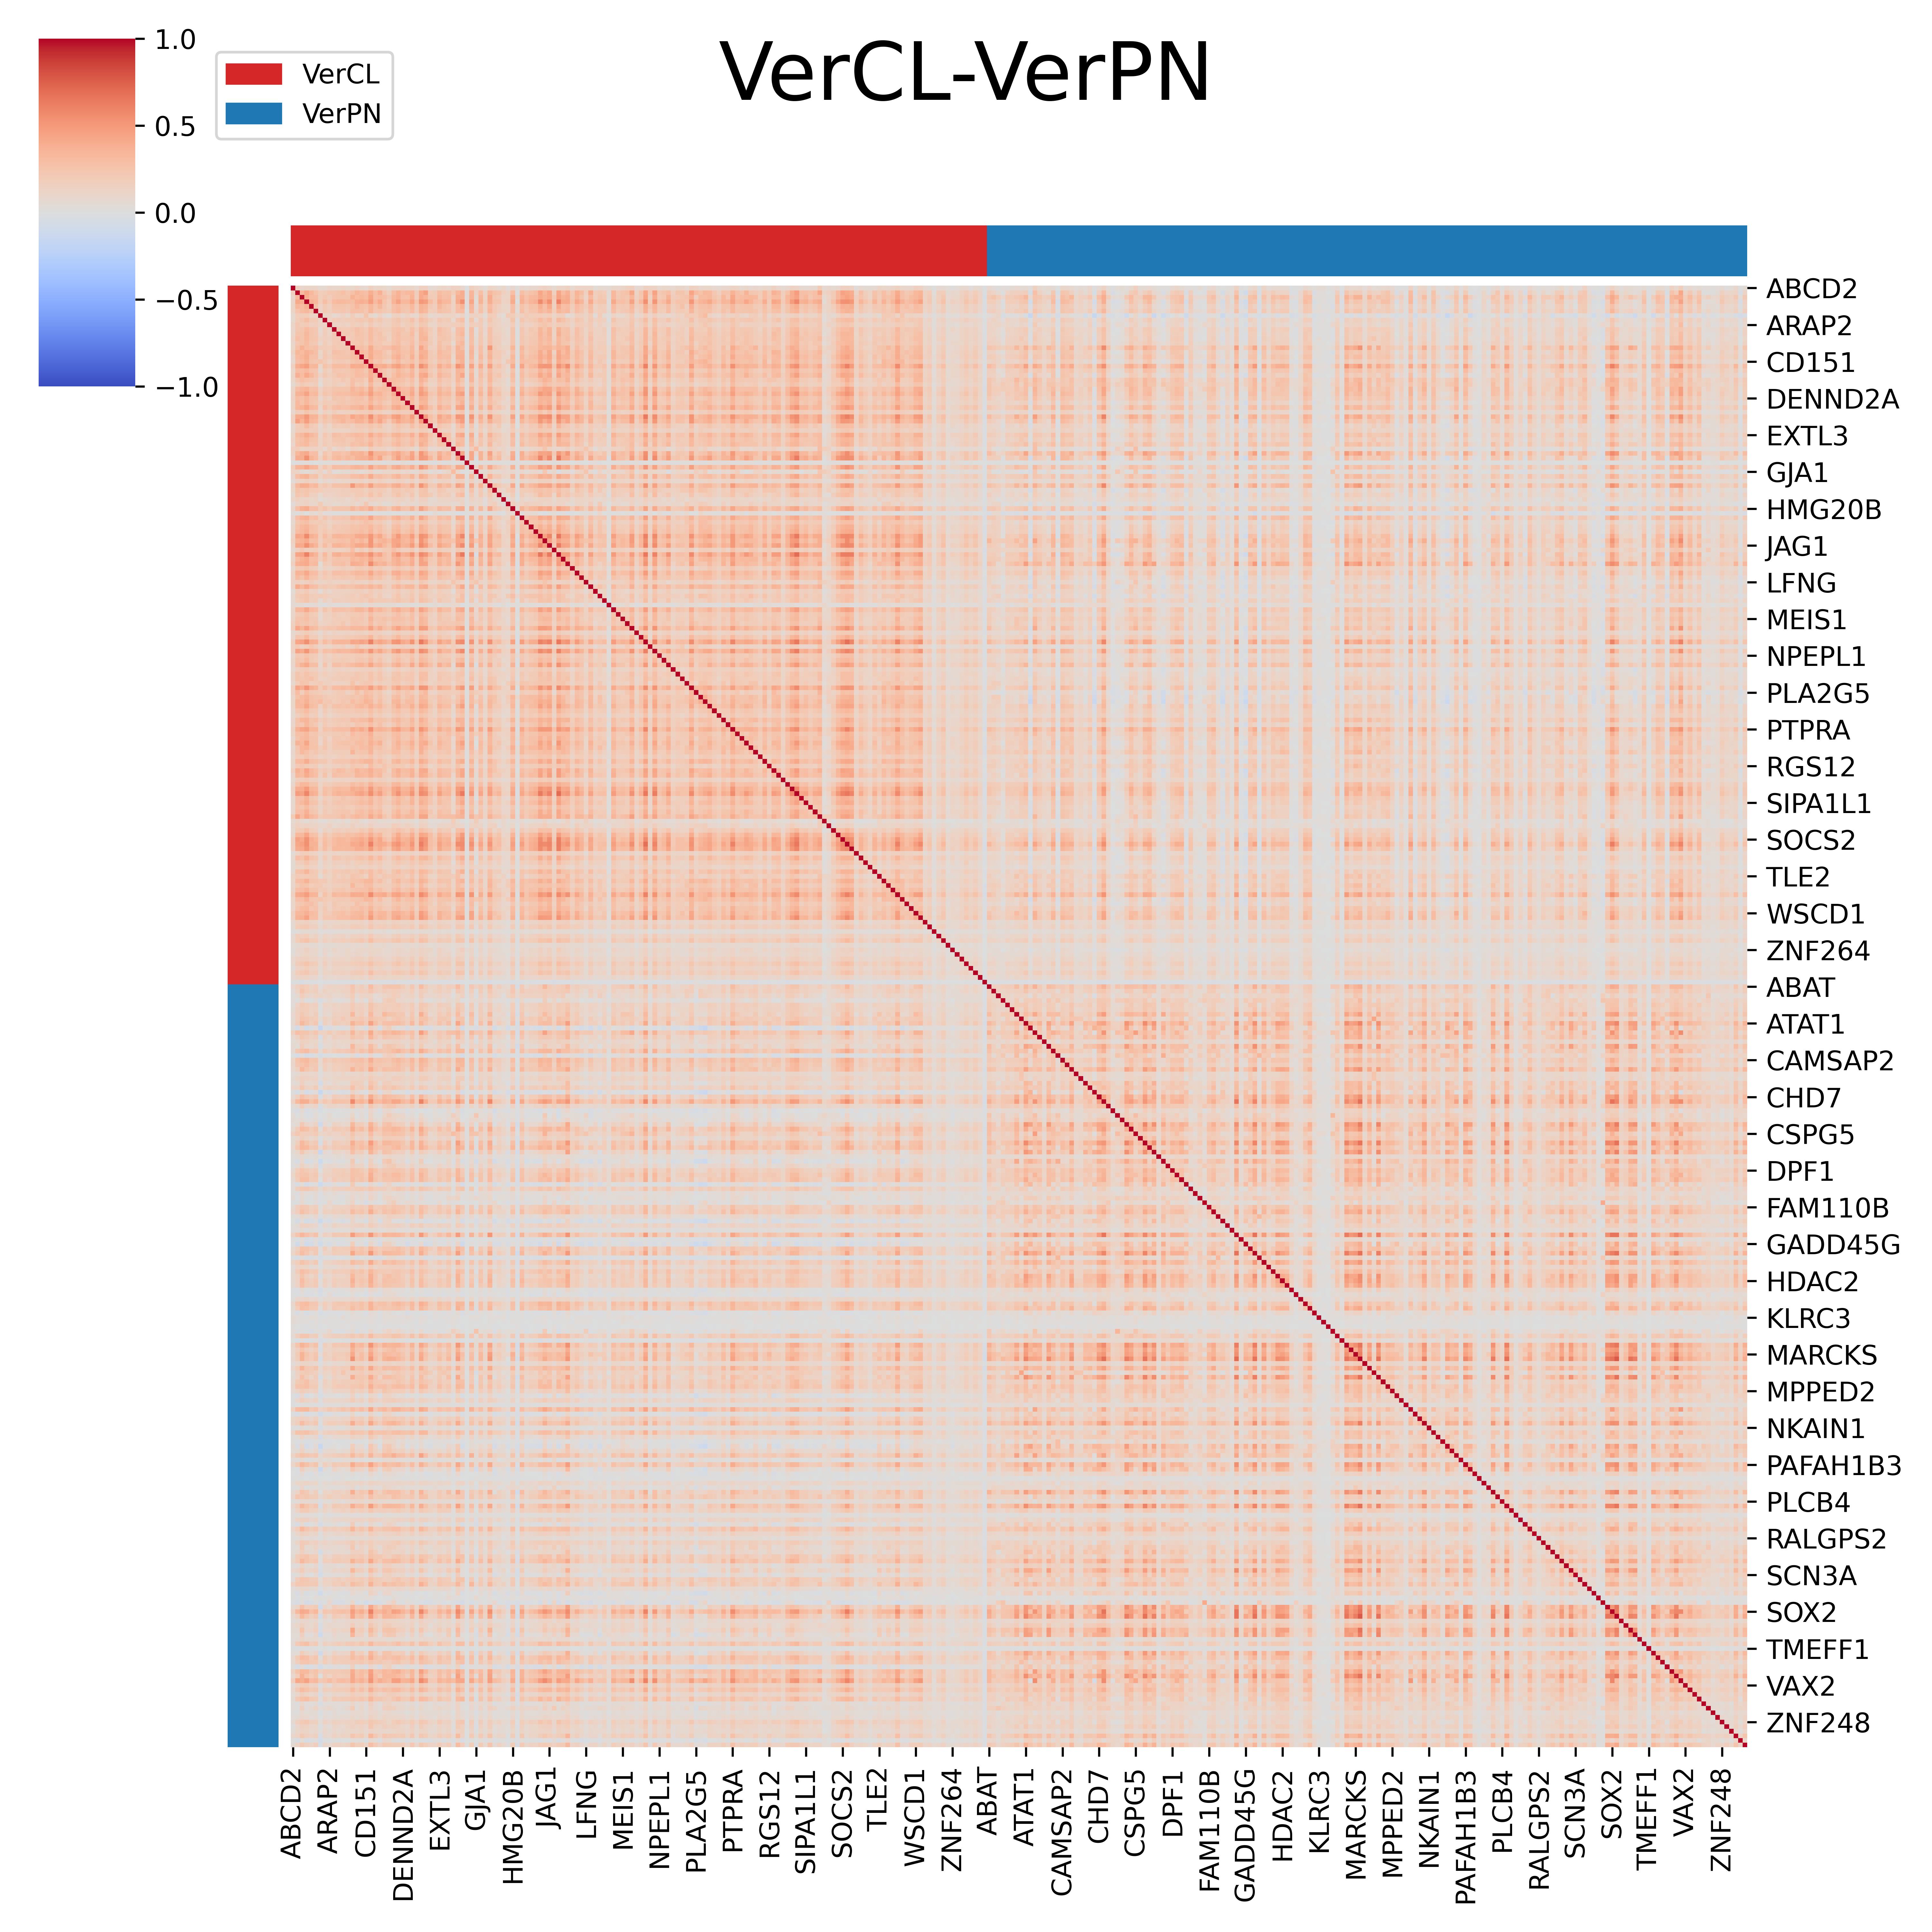 VerCL-VerPN
1.0
0.5
0.0
−0.5
−1.0
VerCL
VerPN
ABCD2
ARAP2
CD151
DENND2A
EXTL3
GJA1
HMG20B
JAG1
LFNG
MEIS1
NPEPL1
PLA2G5
PTPRA
RGS12
SIPA1L1
SOCS2
TLE2
WSCD1
ZNF264
ABAT
ATAT1
CAMSAP2
CHD7
CSPG5
DPF1
FAM110B
GADD45G
HDAC2
KLRC3
MARCKS
MPPED2
NKAIN1
PAFAH1B3
PLCB4
RALGPS2
SCN3A
SOX2
TMEFF1
VAX2
ZNF248
ABCD2
ARAP2
CD151
DENND2A
EXTL3
GJA1
HMG20B
JAG1
LFNG
MEIS1
NPEPL1
PLA2G5
PTPRA
RGS12
SIPA1L1
SOCS2
TLE2
WSCD1
ZNF264
ABAT
ATAT1
CAMSAP2
CHD7
CSPG5
DPF1
FAM110B
GADD45G
HDAC2
KLRC3
MARCKS
MPPED2
NKAIN1
PAFAH1B3
PLCB4
RALGPS2
SCN3A
SOX2
TMEFF1
VAX2
ZNF248